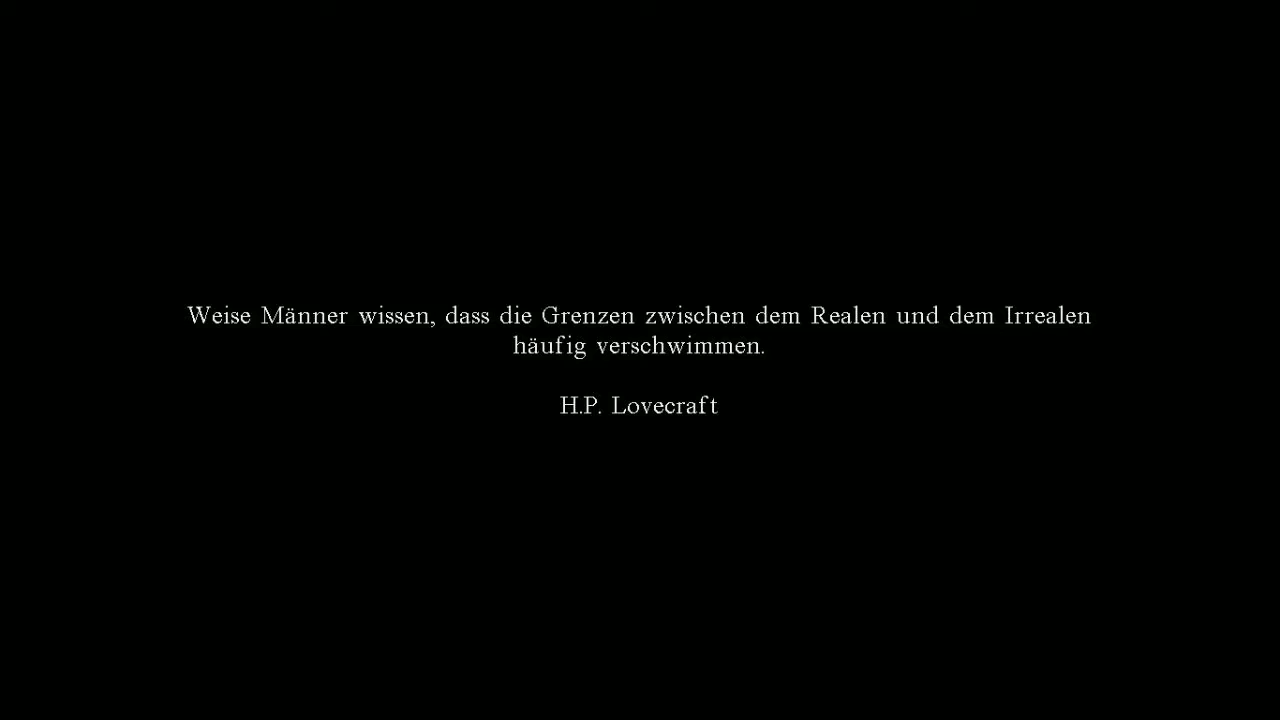 Weise Männer wissen, dass die Grenzen zwischen dem Realen und dem Irrealen
häufig verschwimmen.
H.P. Lovecraft